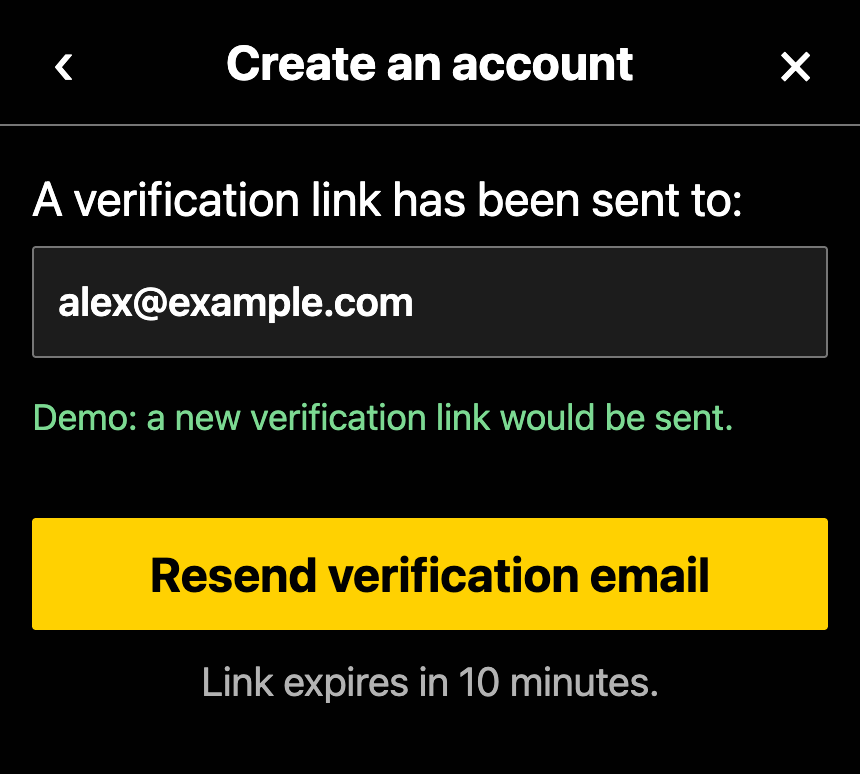 Create an account
A verification link has been sent to:
alex@example.com
Demo: a new verification link would be sent.
Resend verification email
Link expires in 10 minutes.